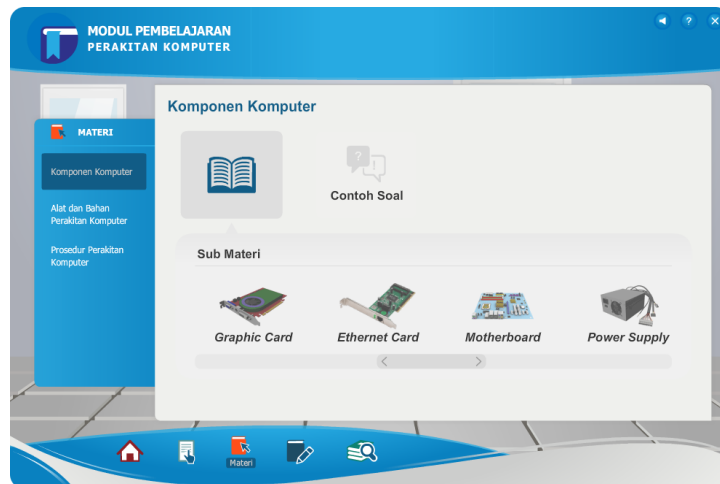 MODUL PEMBELAJARAN
PERAKITAN KOMPUTER
?
Komponen Komputer
MATERI
Komponen Komputer
Alat dan Bahan
Perakitan Komputer
Prosedur Perakitan
Komputer
?
!
Contoh Soal
Sub Materi
Graphic Card
Ethernet Card
Motherboard
Power Supply
Materi